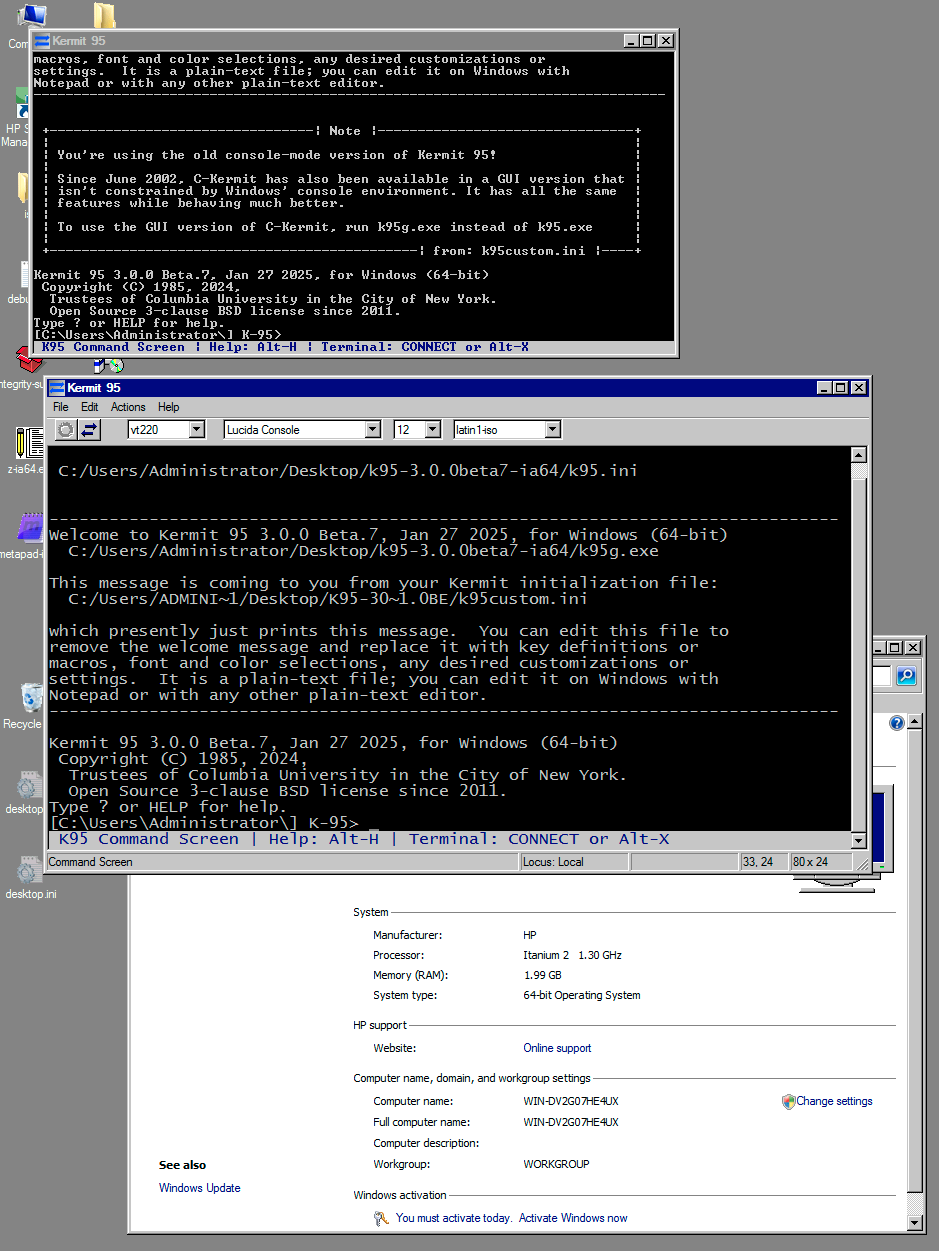 Kermit 95
macros, font and color selections, any desired customizations or
settings.  It is a plain-text file; you can edit it on Windows with
Notepad or with any other plain-text editor.
Note
You're using the old console-mode version of Kermit 95!
Since June 2002, C-Kermit has also been available in a GUI version that
isn't constrained by Windows' console environment. It has all the same
features while behaving much better.
To use the GUI version of C-Kermit, run k95g.exe instead of k95.exe
from: k95custom.ini
Kermit 95 3.0.0 Beta.7, Jan 27 2025, for Windows (64-bit)
Copyright (C) 1985, 2024,
Trustees of Columbia University in the City of New York.
Open Source 3-clause BSD license since 2011.
Type ? or HELP for help.
[C:\Users\Administrator\] K-95>
K95 Command Screen | Help: Alt-H | Terminal: CONNECT or Alt-X
Kermit 95
File Edit Actions Help
vt220 Lucida Console 12 latin1-iso
C:/Users/Administrator/Desktop/k95-3.0.0beta7-ia64/k95.ini
Welcome to Kermit 95 3.0.0 Beta.7, Jan 27 2025, for Windows (64-bit)
C:/Users/Administrator/Desktop/k95-3.0.0beta7-ia64/k95g.exe
This message is coming to you from your Kermit initialization file:
C:/Users/ADMINI~1/Desktop/K95-30~1.0BE/k95custom.ini
which presently just prints this message.  You can edit this file to
remove the welcome message and replace it with key definitions or
macros, font and color selections, any desired customizations or
settings.  It is a plain-text file; you can edit it on Windows with
Notepad or with any other plain-text editor.
Kermit 95 3.0.0 Beta.7, Jan 27 2025, for Windows (64-bit)
Copyright (C) 1985, 2024,
Trustees of Columbia University in the City of New York.
Open Source 3-clause BSD license since 2011.
Type ? or HELP for help.
[C:\Users\Administrator\] K-95>
K95 Command Screen | Help: Alt-H | Terminal: CONNECT or Alt-X
Command Screen Locus: Local 33, 24 80 x 24
Com
HP S
Mana
debu
ntegrity-su
z-ia64.e
metapad-i
Recycle
desktop
desktop.ini
System
Manufacturer: HP
Processor: Itanium 2 1.30 GHz
Memory (RAM): 1.99 GB
System type: 64-bit Operating System
HP support
Website: Online support
Computer name, domain, and workgroup settings
Computer name: WIN-DV2G07HE4UX
Change settings
Full computer name: WIN-DV2G07HE4UX
Computer description:
Workgroup: WORKGROUP
See also
Windows Update
Windows activation
You must activate today. Activate Windows now